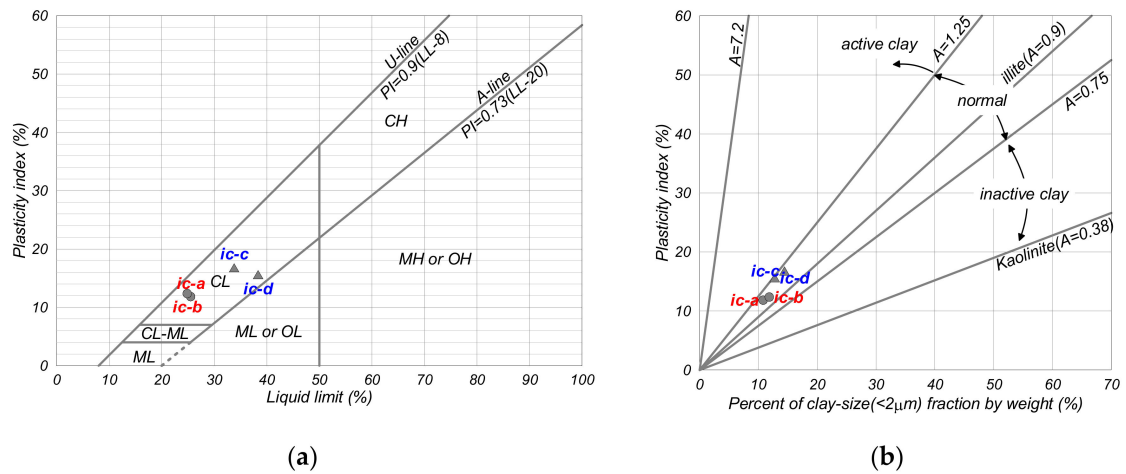 60
50
40
30
20
10
0
Plasticity index (%)
U-line
PI=0.9(LL-8)
A-line
PI=0.73(LL-20)
CH
ic-c
ic-a
CL
ic-d
ic-b
MH or OH
CL-ML
ML or OL
ML
0 10 20 30 40 50 60 70 80 90 100
Liquid limit (%)
(a)
60
50
40
30
20
10
0
Plasticity index (%)
A=7.2
active clay
A=1.25
illite(A=0.9)
normal
A=0.75
inactive clay
Kaolinite(A=0.38)
ic-c
ic-d
ic-a
ic-b
0 10 20 30 40 50 60 70
Percent of clay-size(<2μm) fraction by weight (%)
(b)